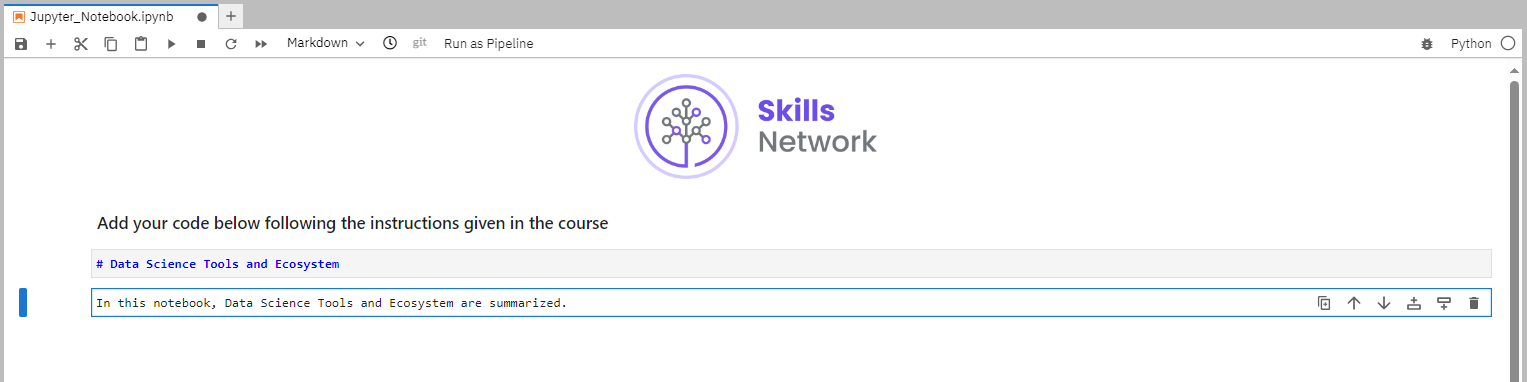 Jupyter_Notebook.ipynb
Markdown git Run as Pipeline Python
Skills
Network
Add your code below following the instructions given in the course
# Data Science Tools and Ecosystem
In this notebook, Data Science Tools and Ecosystem are summarized.